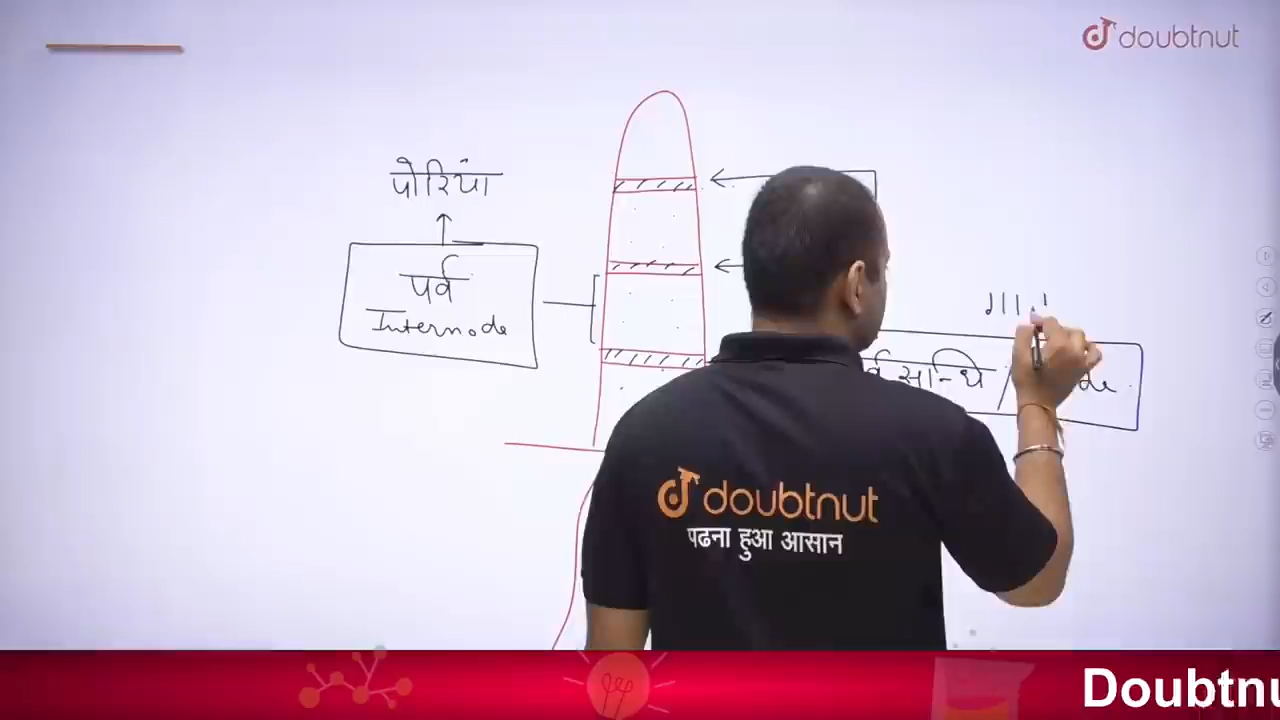 doubtnut
पोरियां
पर्व
Internode
सन्धि /
doubtnut
पढना हुआ आसान
Doubtnu